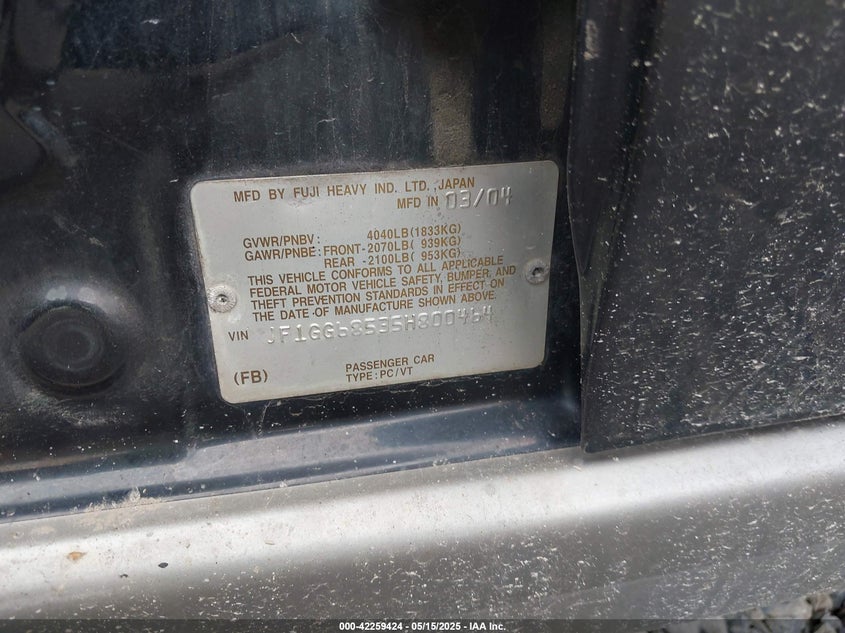 MFD BY FUJI HEAVY IND. LTD. JAPAN
MFD IN 03/04
GVWR/PNBV : 4040LB(1833KG)
GAWR/PNBE: FRONT-2070LB( 939KG)
REAR -2100LB( 953KG)
THIS VEHICLE CONFORMS TO ALL APPLICABLE
FEDERAL MOTOR VEHICLE SAFETY, BUMPER, AND
THEFT PREVENTION STANDARDS IN EFFECT ON
THE DATE OF MANUFACTURE SHOWN ABOVE.
VIN JF1GG68535H800464
PASSENGER CAR
(FB) TYPE : PC/VT
000-42259424 - 05/15/2025 - IAA Inc.